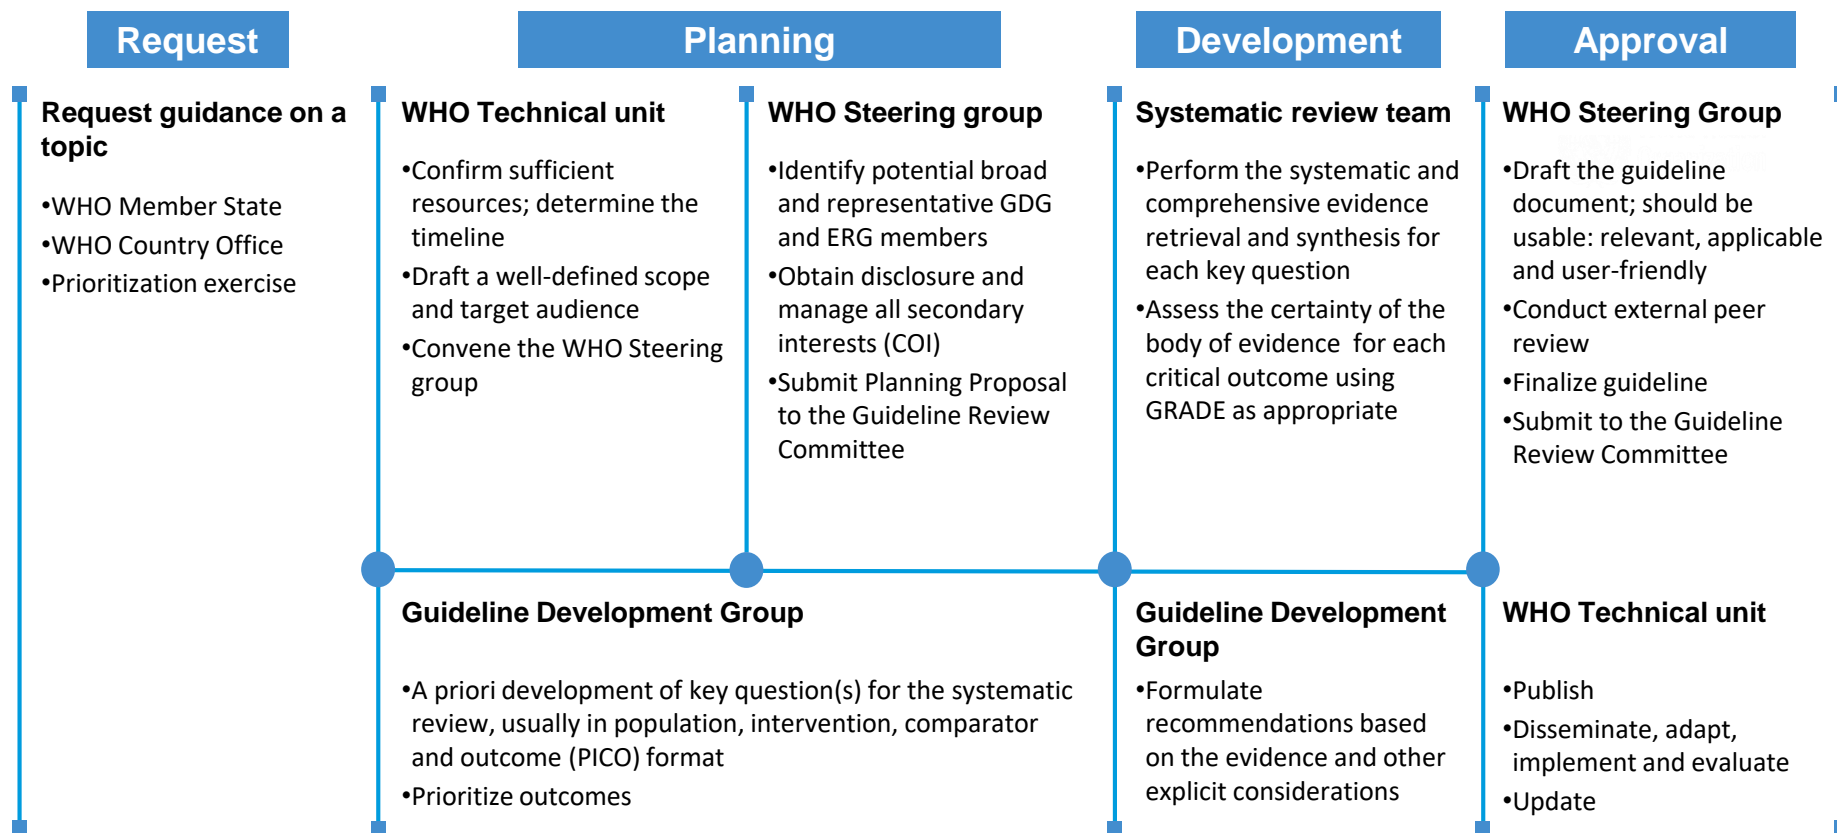 Request
Planning
Development
Approval
Request guidance on a
topic
•WHO Member State
•WHO Country Office
•Prioritization exercise
WHO Technical unit
•Confirm sufficient
resources; determine the
timeline
•Draft a well-defined scope
and target audience
•Convene the WHO Steering
group
WHO Steering group
•Identify potential broad
and representative GDG
and ERG members
•Obtain disclosure and
manage all secondary
interests (COI)
•Submit Planning Proposal
to the Guideline Review
Committee
Guideline Development Group
•A priori development of key question(s) for the systematic
review, usually in population, intervention, comparator
and outcome (PICO) format
•Prioritize outcomes
Systematic review team
•Perform the systematic and
comprehensive evidence
retrieval and synthesis for
each key question
•Assess the certainty of the
body of evidence  for each
critical outcome using
GRADE as appropriate
Guideline Development
Group
•Formulate
recommendations based
on the evidence and other
explicit considerations
WHO Steering Group
•Draft the guideline
document; should be
usable: relevant, applicable
and user-friendly
•Conduct external peer
review
•Finalize guideline
•Submit to the Guideline
Review Committee
WHO Technical unit
•Publish
•Disseminate, adapt,
implement and evaluate
•Update